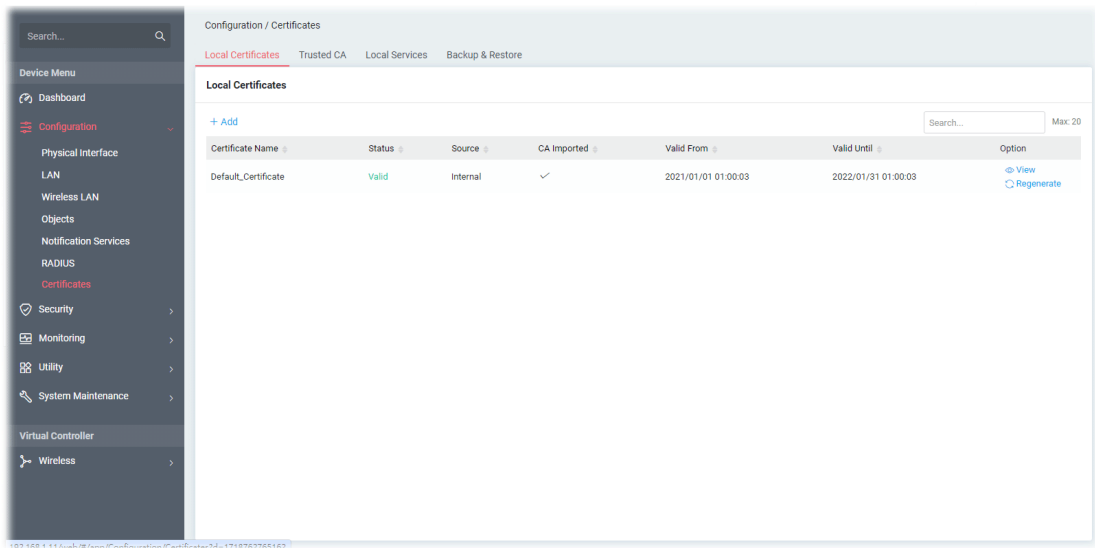 Search...
Device Menu
Dashboard
Configuration
Physical Interface
LAN
Wireless LAN
Objects
Notification Services
RADIUS
Certificates
Security
Monitoring
Utility
System Maintenance
Virtual Controller
Wireless
Configuration / Certificates
Local Certificates Trusted CA Local Services Backup & Restore
Local Certificates
+ Add Search... Max: 20
Certificate Name Status Source CA Imported Valid From Valid Until Option
Default_Certificate Valid Internal 2021/01/01 01:00:03 2022/01/31 01:00:03 View
Regenerate